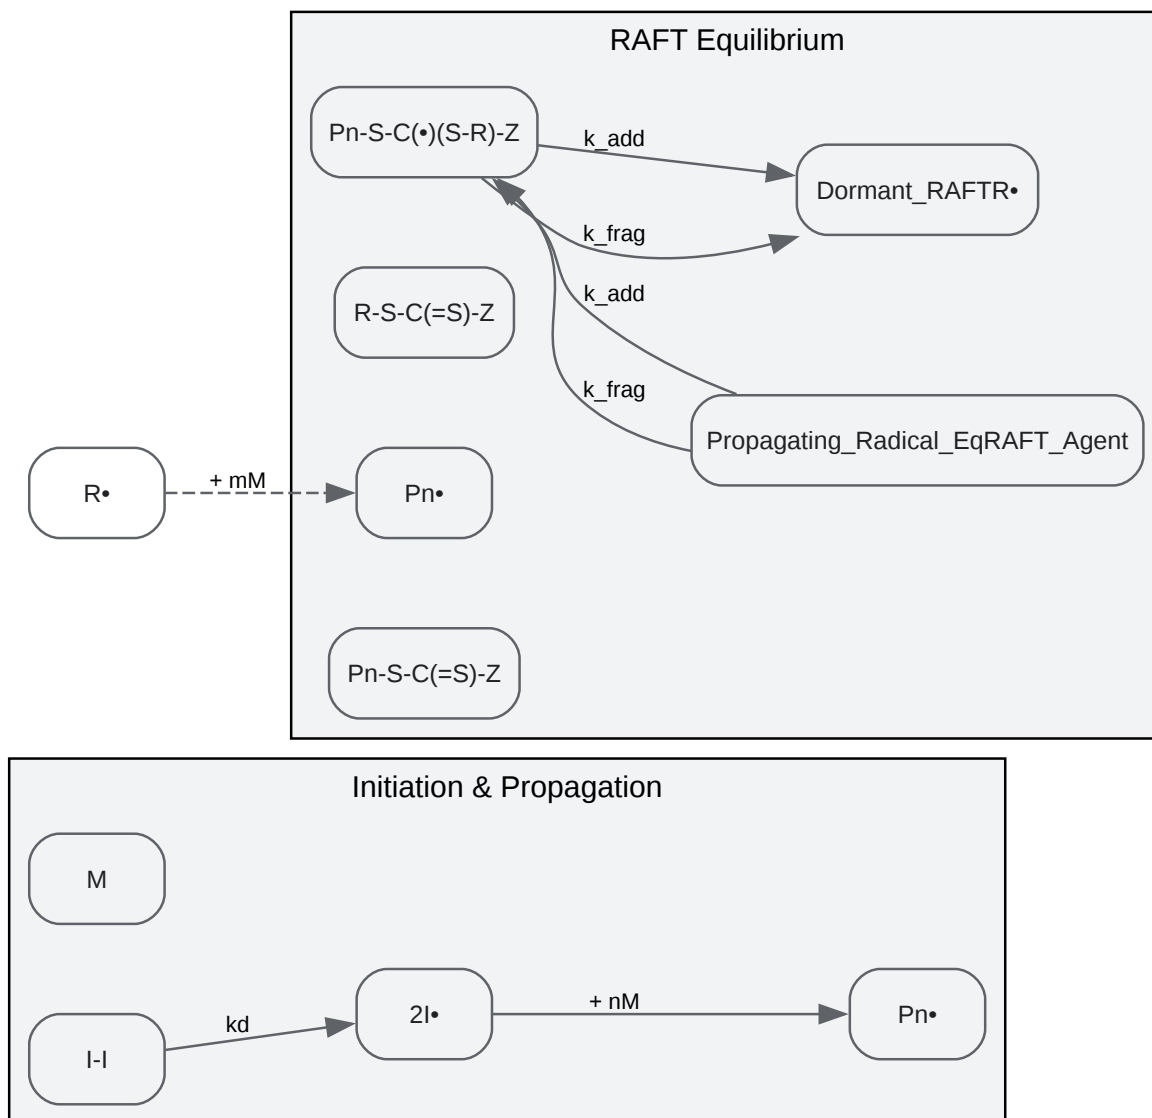 RAFT Equilibrium
Pn-S-C(•)(S-R)-Z
k_add
Dormant_RAFTR•
k_frag
R-S-C(=S)-Z
k_add
k_frag
Propagating_Radical_EqRAFT_Agent
R•
+ mM
Pn•
Pn-S-C(=S)-Z
Initiation & Propagation
M
I-I
kd
2I•
+ nM
Pn•